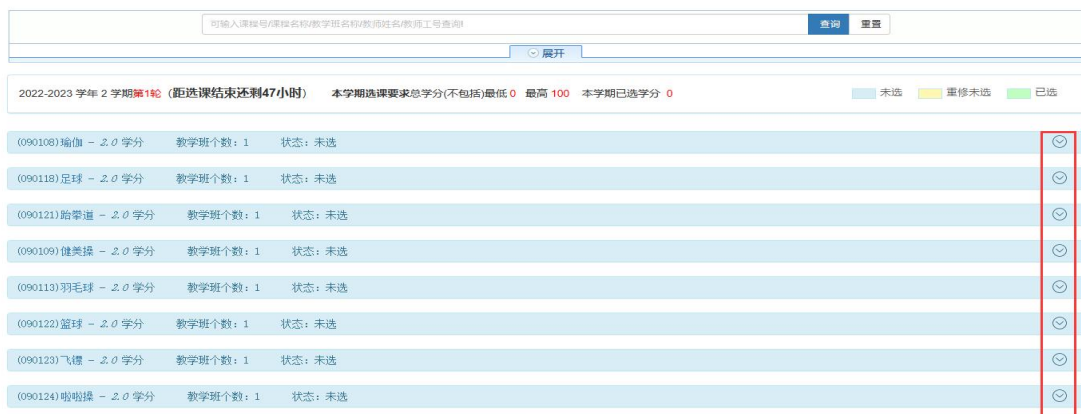 可输入课程号/课程名称/教学班名称/教师姓名/教师工号查询! 查询 重置
展开
2022-2023 学年 2 学期第1轮（距选课结束还剩47小时） 本学期选课要求总学分(不包括)最低 0 最高 100 本学期已选学分 0 未选 重修未选 已选
(090108)瑜伽 - 2.0 学分 教学班个数：1 状态：未选
(090118)足球 - 2.0 学分 教学班个数：1 状态：未选
(090121)跆拳道 - 2.0 学分 教学班个数：1 状态：未选
(090109)健美操 - 2.0 学分 教学班个数：1 状态：未选
(090113)羽毛球 - 2.0 学分 教学班个数：1 状态：未选
(090122)篮球 - 2.0 学分 教学班个数：1 状态：未选
(090123)飞镖 - 2.0 学分 教学班个数：1 状态：未选
(090124)啦啦操 - 2.0 学分 教学班个数：1 状态：未选